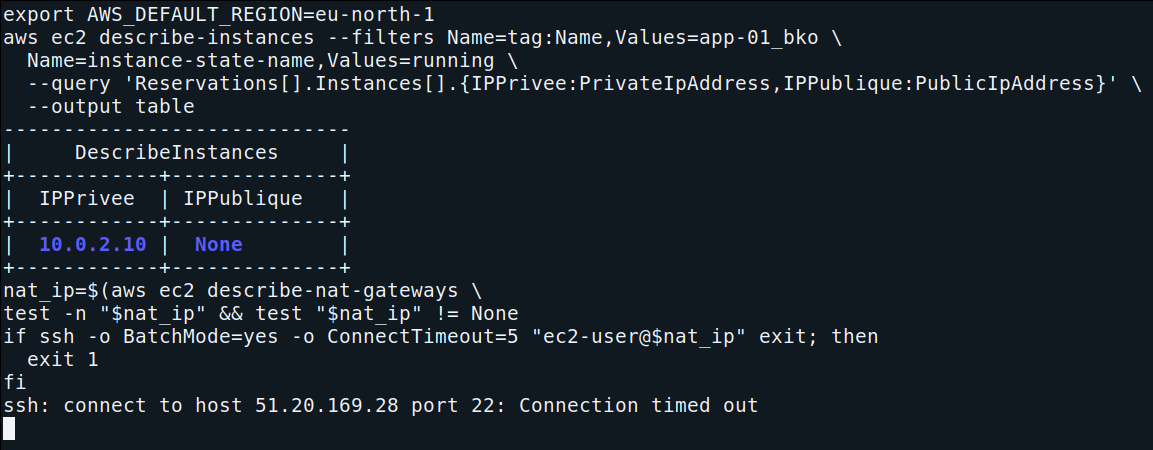 export AWS_DEFAULT_REGION=eu-north-1
aws ec2 describe-instances --filters Name=tag:Name,Values=app-01_bko \
  Name=instance-state-name,Values=running \
  --query 'Reservations[].Instances[].{IPPrivee:PrivateIpAddress,IPPublique:PublicIpAddress}' \
  --output table
-----------------------------
|     DescribeInstances     |
+------------+--------------+
|  IPPrivee  | IPPublique   |
+------------+--------------+
|  10.0.2.10 |  None        |
+------------+--------------+
nat_ip=$(aws ec2 describe-nat-gateways \
test -n "$nat_ip" && test "$nat_ip" != None
if ssh -o BatchMode=yes -o ConnectTimeout=5 "ec2-user@$nat_ip" exit; then
  exit 1
fi
ssh: connect to host 51.20.169.28 port 22: Connection timed out